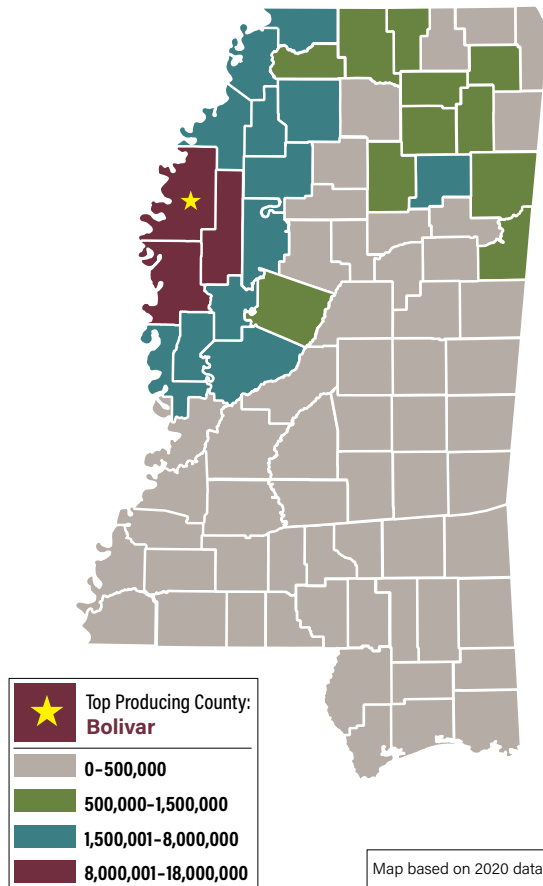 Top Producing County:
Bolivar
0–500,000
500,000–1,500,000
1,500,001–8,000,000
8,000,001–18,000,000
Map based on 2020 data